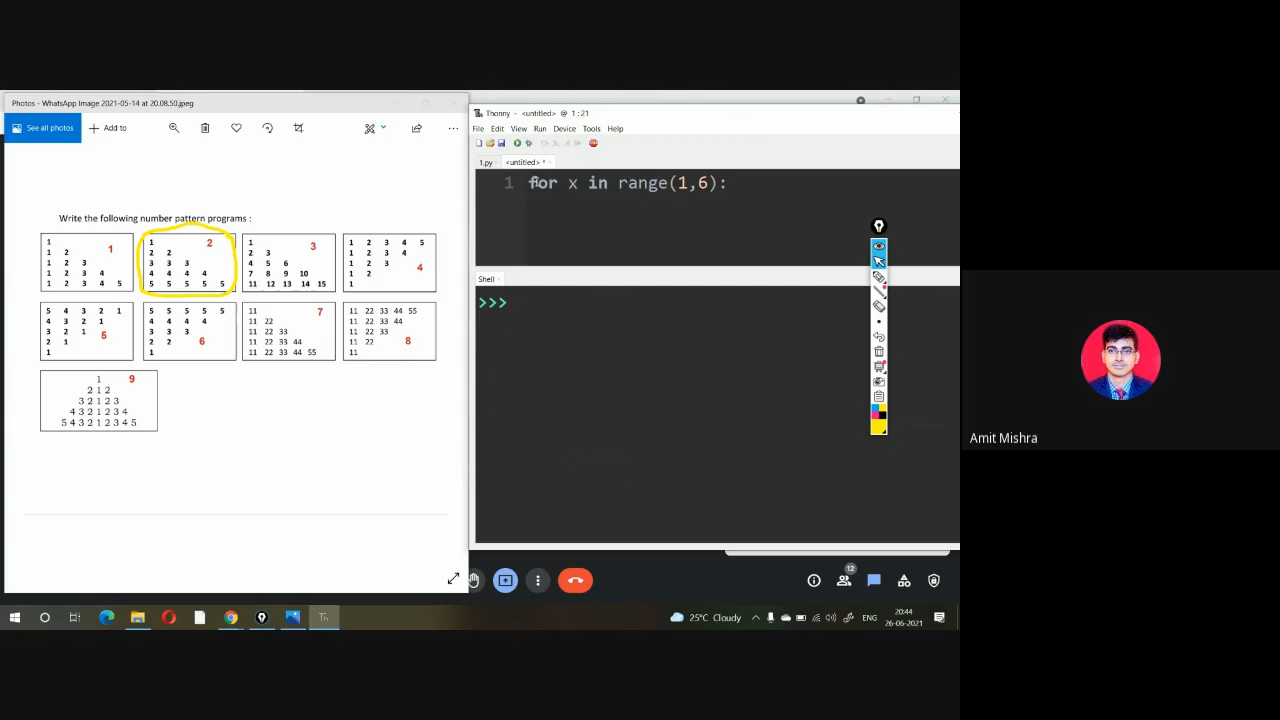 Photos - WhatsApp Image 2021-05-14 at 20.08.50.jpeg
See all photos
Add to
Write the following number pattern programs :
1
1 2
1 2 3
1 2 3 4
1 2 3 4 5
1
1
2 2
3 3 3
4 4 4 4
5 5 5 5 5
2
1
2 3
4 5 6
7 8 9 10
11 12 13 14 15
3
1 2 3 4 5
1 2 3 4
1 2 3
1 2
1
4
5 4 3 2 1
4 3 2 1
3 2 1
2 1
1
5
5 5 5 5 5
4 4 4 4
3 3 3
2 2
1
6
11
11 22
11 22 33
11 22 33 44
11 22 33 44 55
7
11 22 33 44 55
11 22 33 44
11 22 33
11 22
11
8
1
2 1 2
3 2 1 2 3
4 3 2 1 2 3 4
5 4 3 2 1 2 3 4 5
9
Thonny - <untitled> @ 1:21
File Edit View Run Device Tools Help
1.py
<untitled> *
1 for x in range(1,6):
Shell
>>>
12
Amit Mishra
Th
25°C Cloudy
ENG
20:44
26-06-2021